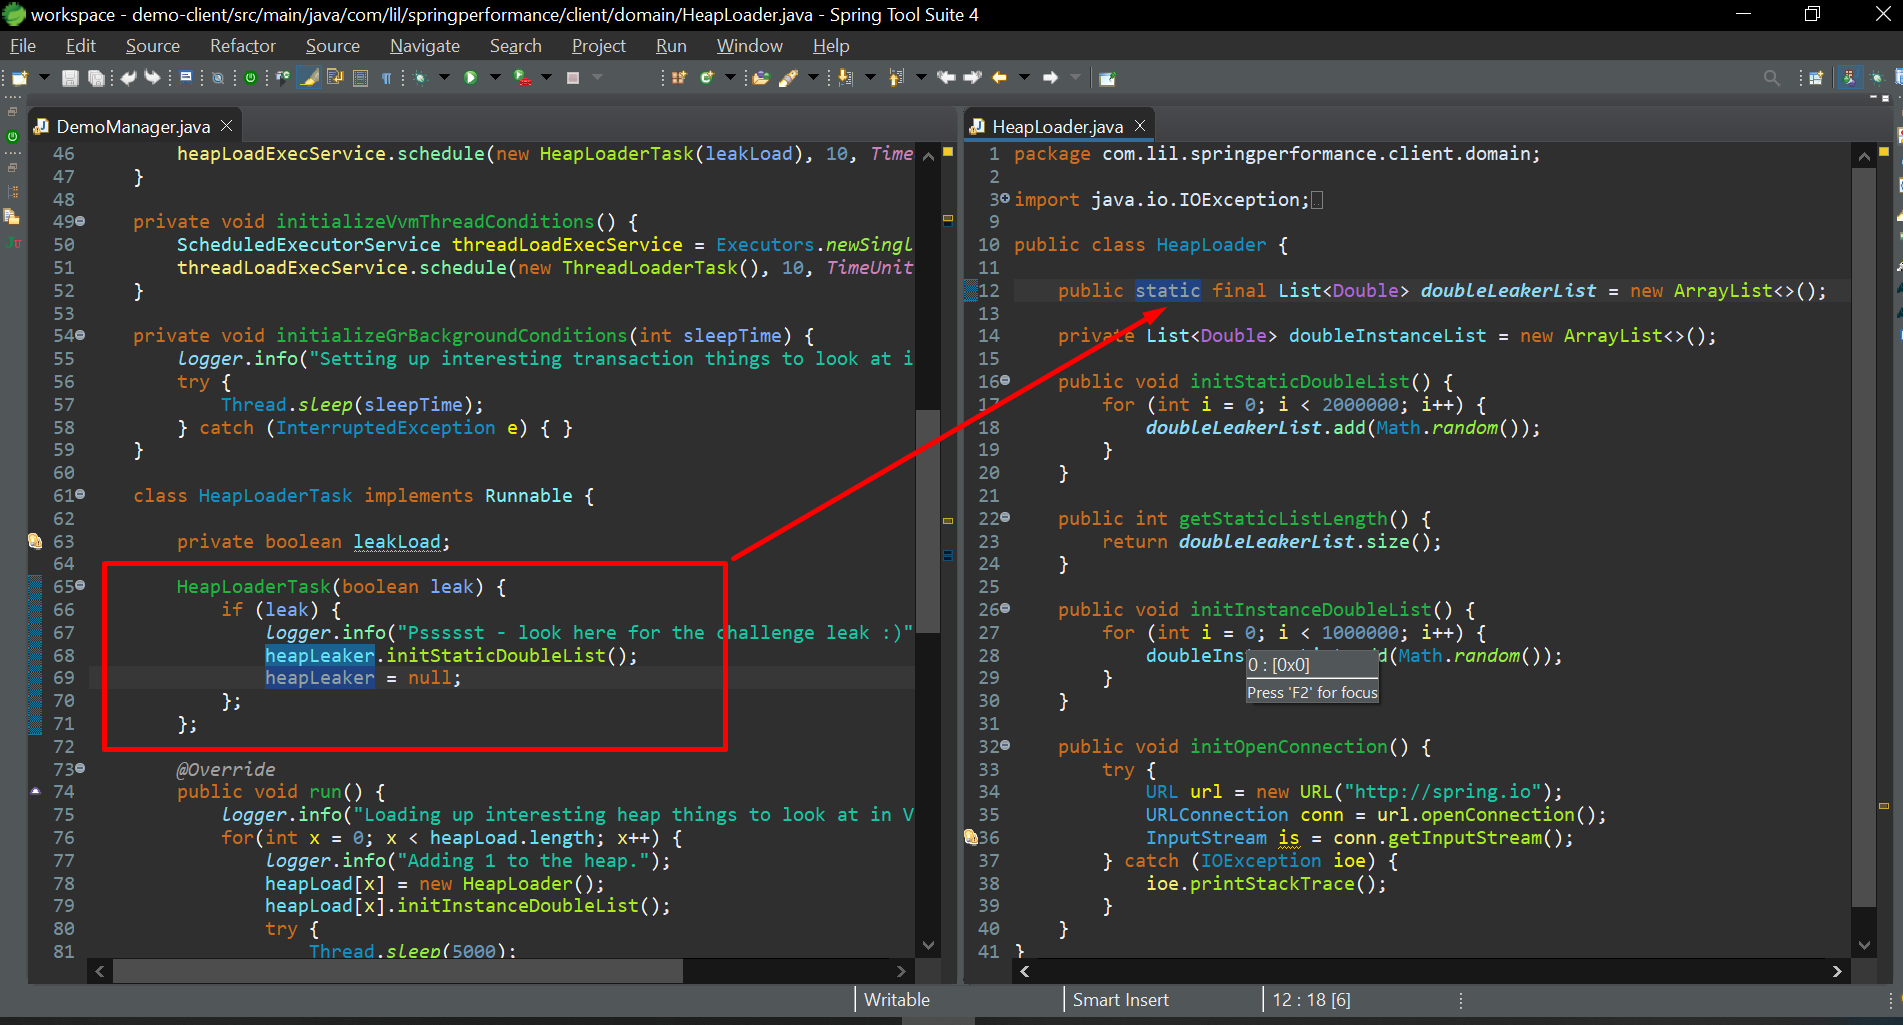 workspace - demo-client/src/main/java/com/lil/springperformance/client/domain/HeapLoader.java - Spring Tool Suite 4
File Edit Source Refactor Source Navigate Search Project Run Window Help
DemoManager.java
46 heapLoadExecService.schedule(new HeapLoaderTask(leakLoad), 10, Time
47 }
48
49 private void initializeVvmThreadConditions() {
50 ScheduledExecutorService threadLoadExecService = Executors.newSingl
51 threadLoadExecService.schedule(new ThreadLoaderTask(), 10, TimeUnit
52 }
53
54 private void initializeGrBackgroundConditions(int sleepTime) {
55 logger.info("Setting up interesting transaction things to look at i
56 try {
57 Thread.sleep(sleepTime);
58 } catch (InterruptedException e) { }
59 }
60
61 class HeapLoaderTask implements Runnable {
62
63 private boolean leakLoad;
64
65 HeapLoaderTask(boolean leak) {
66 if (leak) {
67 logger.info("Pssssst - look here for the challenge leak :)"
68 heapLeaker.initStaticDoubleList();
69 heapLeaker = null;
70 };
71 };
72
73 @Override
74 public void run() {
75 logger.info("Loading up interesting heap things to look at in V
76 for(int x = 0; x < heapLoad.length; x++) {
77 logger.info("Adding 1 to the heap.");
78 heapLoad[x] = new HeapLoader();
79 heapLoad[x].initInstanceDoubleList();
80 try {
81 Thread.sleep(5000);
HeapLoader.java
1 package com.lil.springperformance.client.domain;
2
3 import java.io.IOException;
9
10 public class HeapLoader {
11
12 public static final List<Double> doubleLeakerList = new ArrayList<>();
13
14 private List<Double> doubleInstanceList = new ArrayList<>();
15
16 public void initStaticDoubleList() {
17 for (int i = 0; i < 2000000; i++) {
18 doubleLeakerList.add(Math.random());
19 }
20 }
21
22 public int getStaticListLength() {
23 return doubleLeakerList.size();
24 }
25
26 public void initInstanceDoubleList() {
27 for (int i = 0; i < 1000000; i++) {
28 doubleIns d(Math.random());
0 : [0x0]
Press 'F2' for focus
29 }
30 }
31
32 public void initOpenConnection() {
33 try {
34 URL url = new URL("http://spring.io");
35 URLConnection conn = url.openConnection();
36 InputStream is = conn.getInputStream();
37 } catch (IOException ioe) {
38 ioe.printStackTrace();
39 }
40 }
41 }
Writable Smart Insert 12 : 18 [6]